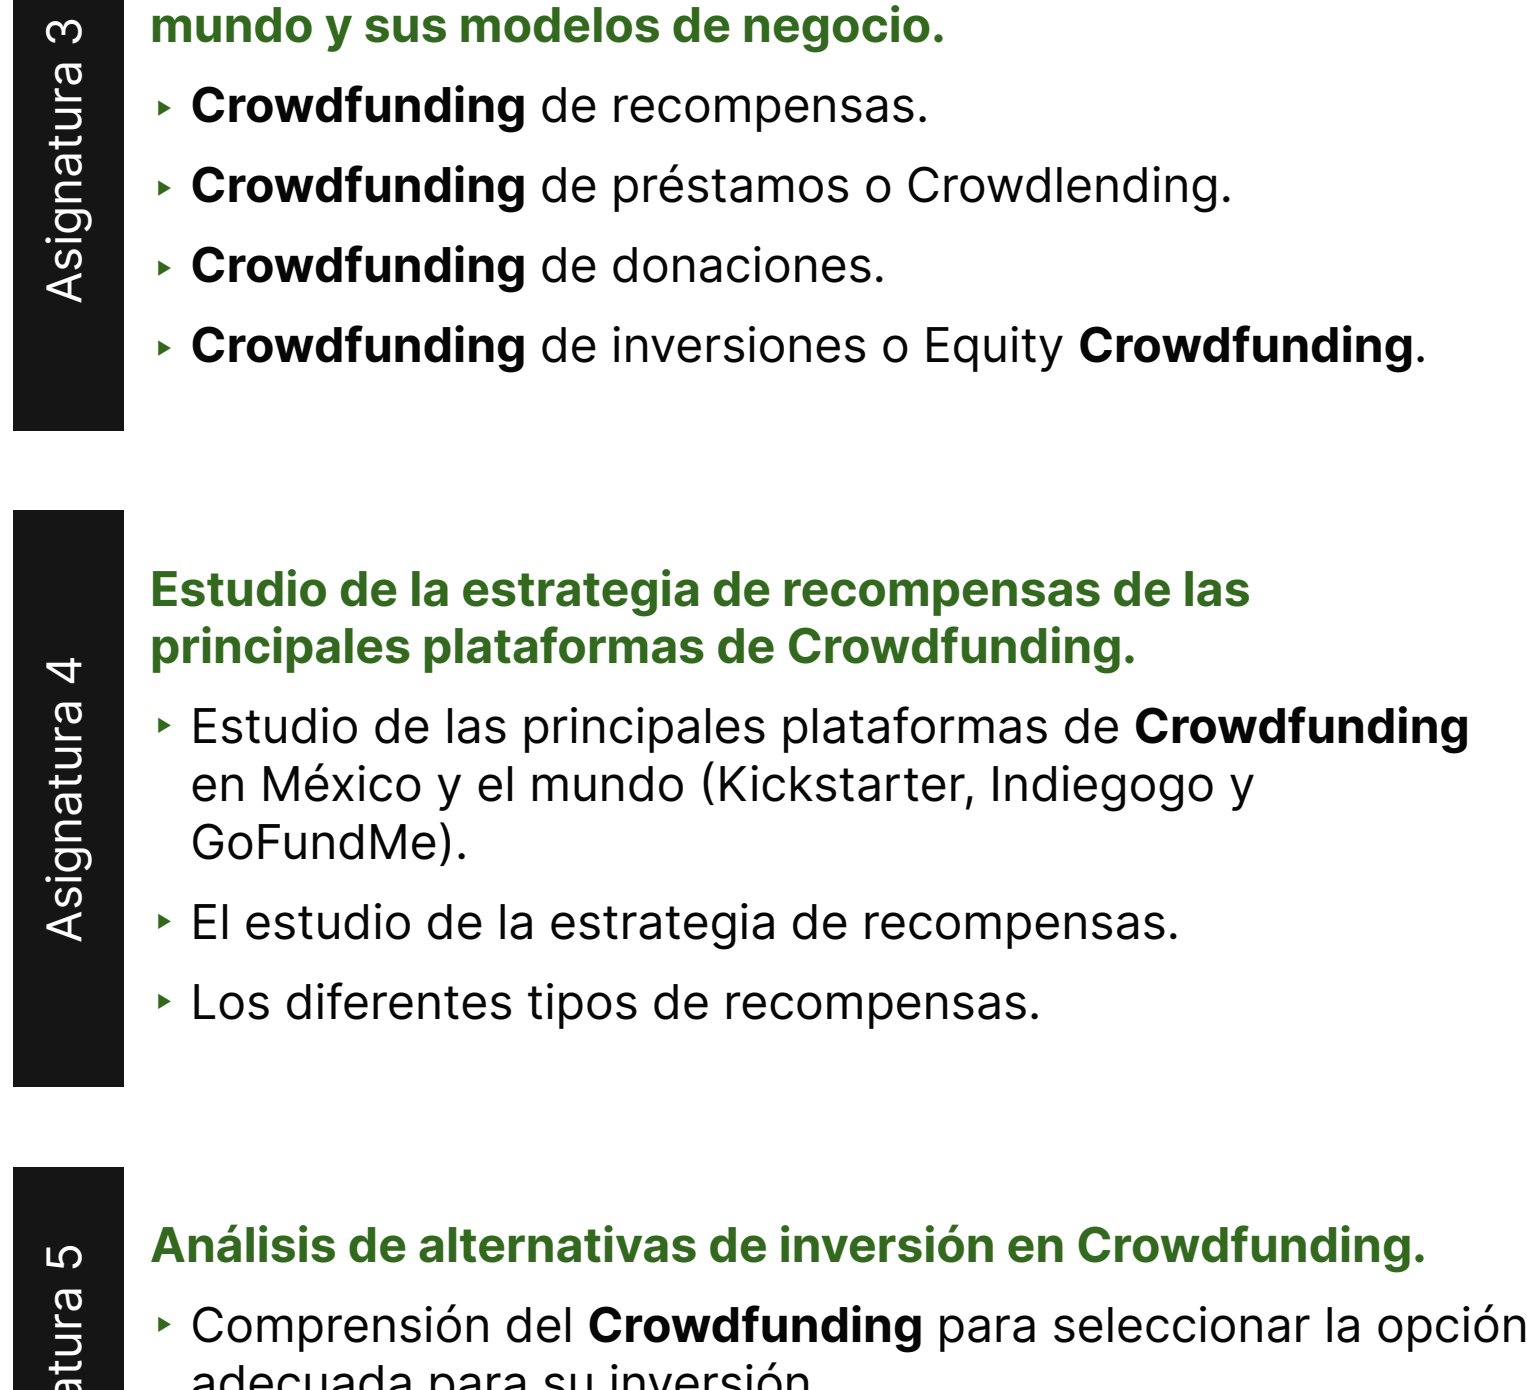 Asignatura 3
mundo y sus modelos de negocio.
‣ Crowdfunding de recompensas.
‣ Crowdfunding de préstamos o Crowdlending.
‣ Crowdfunding de donaciones.
‣ Crowdfunding de inversiones o Equity Crowdfunding.
Asignatura 4
Estudio de la estrategia de recompensas de las
principales plataformas de Crowdfunding.
‣ Estudio de las principales plataformas de Crowdfunding
en México y el mundo (Kickstarter, Indiegogo y
GoFundMe).
‣ El estudio de la estrategia de recompensas.
‣ Los diferentes tipos de recompensas.
atura 5
Análisis de alternativas de inversión en Crowdfunding.
‣ Comprensión del Crowdfunding para seleccionar la opción
adecuada para su inversión